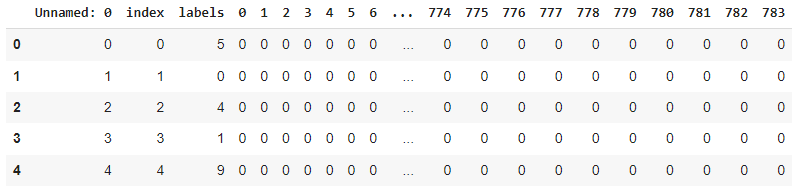 Unnamed: 0 index labels 0 1 2 3 4 5 6 ... 774 775 776 777 778 779 780 781 782 783
0 0 0 5 0 0 0 0 0 0 0 ... 0 0 0 0 0 0 0 0 0 0
1 1 1 0 0 0 0 0 0 0 0 ... 0 0 0 0 0 0 0 0 0 0
2 2 2 4 0 0 0 0 0 0 0 ... 0 0 0 0 0 0 0 0 0 0
3 3 3 1 0 0 0 0 0 0 0 ... 0 0 0 0 0 0 0 0 0 0
4 4 4 9 0 0 0 0 0 0 0 ... 0 0 0 0 0 0 0 0 0 0